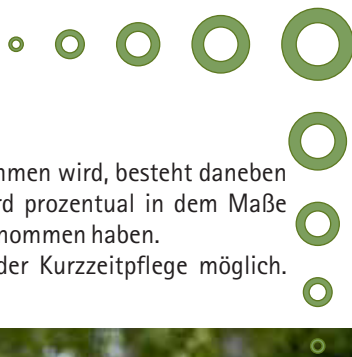 mmen wird, besteht daneben
rd prozentual in dem Maße
nommen haben.
der Kurzzeitpflege möglich.